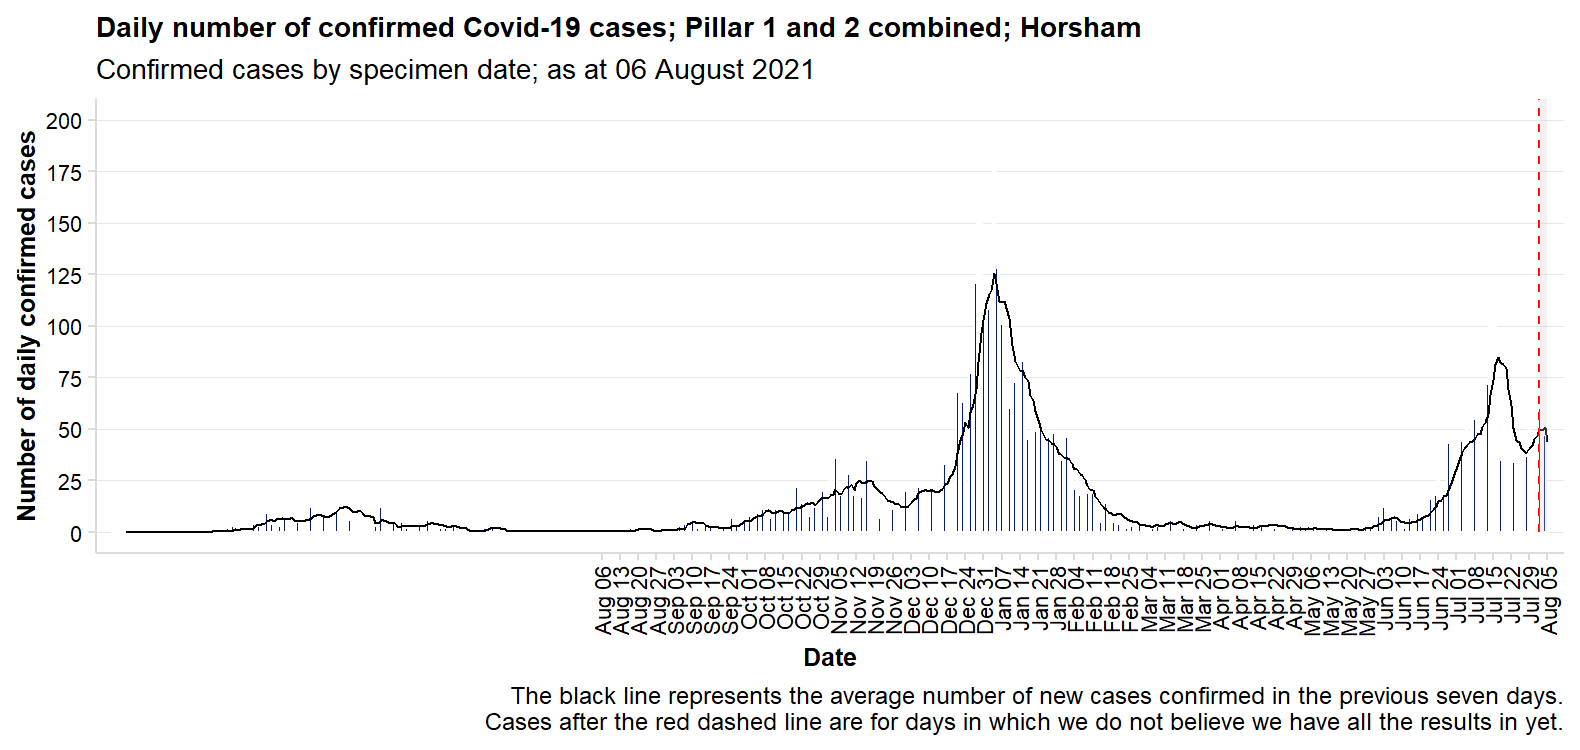 Daily number of confirmed Covid-19 cases; Pillar 1 and 2 combined; Horsham
Confirmed cases by specimen date; as at 06 August 2021
Number of daily confirmed cases
200
175
150
125
100
75
50
25
0
Aug 06
Aug 13
Aug 20
Aug 27
Sep 03
Sep 10
Sep 17
Sep 24
Oct 01
Oct 08
Oct 15
Oct 22
Oct 29
Nov 05
Nov 12
Nov 19
Nov 26
Dec 03
Dec 10
Dec 17
Dec 24
Dec 31
Jan 07
Jan 14
Jan 21
Jan 28
Feb 04
Feb 11
Feb 18
Feb 25
Mar 04
Mar 11
Mar 18
Mar 25
Apr 01
Apr 08
Apr 15
Apr 22
Apr 29
May 06
May 13
May 20
May 27
Jun 03
Jun 10
Jun 17
Jun 24
Jul 01
Jul 08
Jul 15
Jul 22
Jul 29
Aug 05
Date
The black line represents the average number of new cases confirmed in the previous seven days.
Cases after the red dashed line are for days in which we do not believe we have all the results in yet.